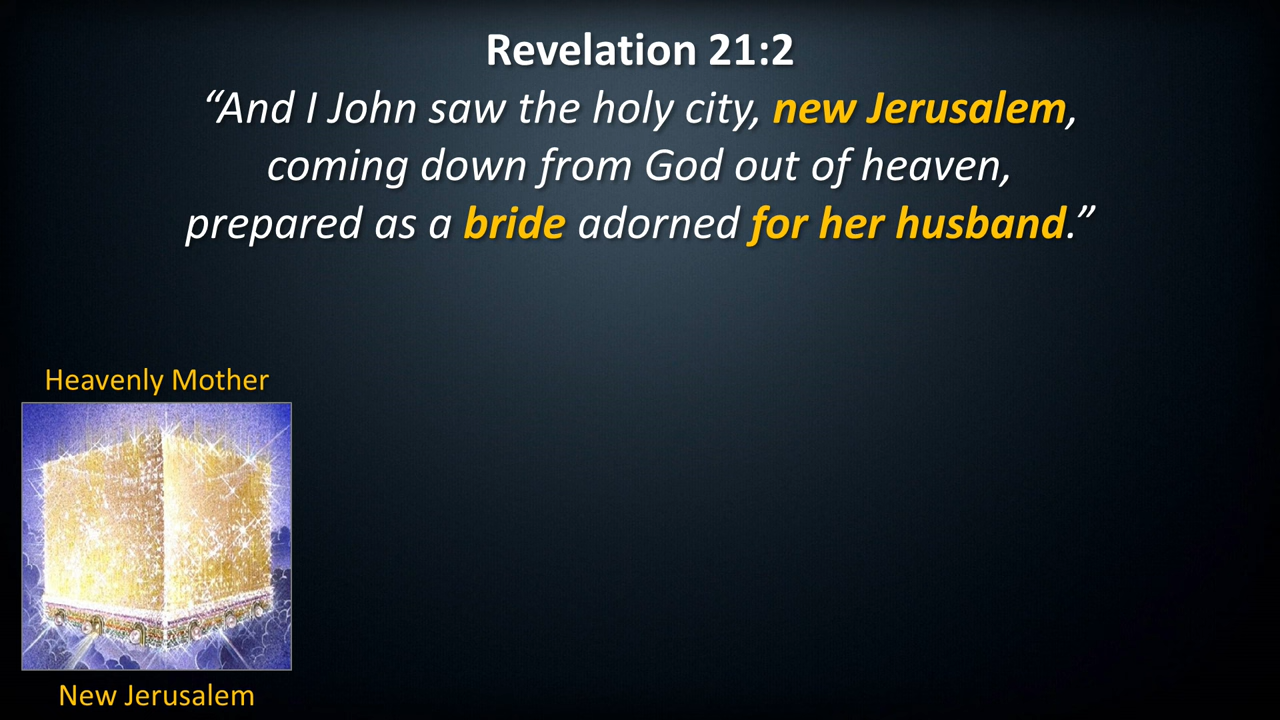 Revelation 21:2
“And I John saw the holy city, new Jerusalem,
coming down from God out of heaven,
prepared as a bride adorned for her husband.”
Heavenly Mother
New Jerusalem